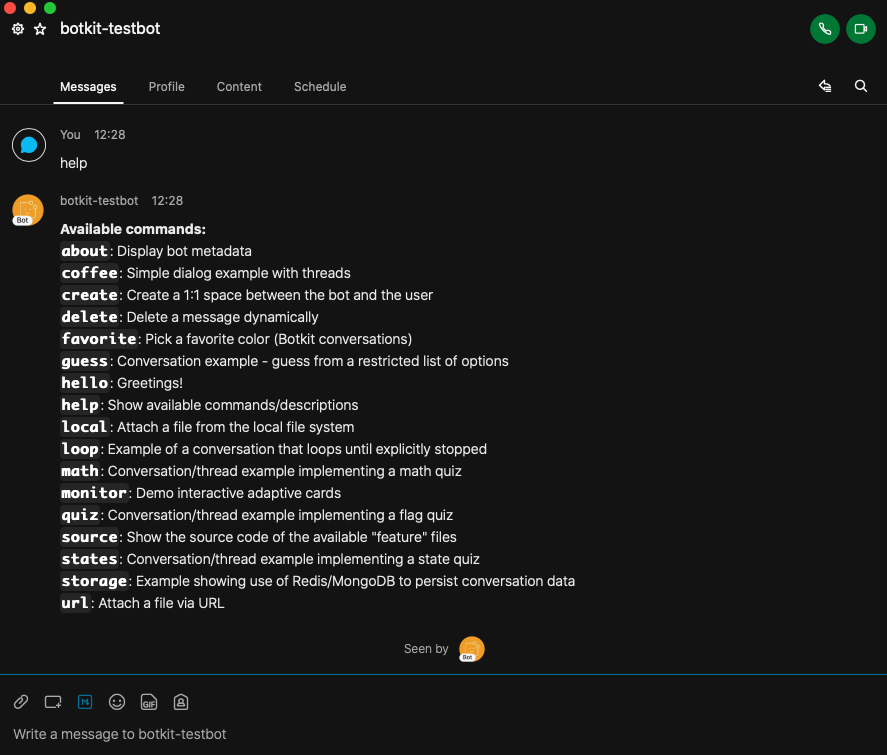 botkit-testbot
Messages Profile Content Schedule
You 12:28
help
botkit-testbot 12:28
Bot
Available commands:
about: Display bot metadata
coffee: Simple dialog example with threads
create: Create a 1:1 space between the bot and the user
delete: Delete a message dynamically
favorite: Pick a favorite color (Botkit conversations)
guess: Conversation example - guess from a restricted list of options
hello: Greetings!
help: Show available commands/descriptions
local: Attach a file from the local file system
loop: Example of a conversation that loops until explicitly stopped
math: Conversation/thread example implementing a math quiz
monitor: Demo interactive adaptive cards
quiz: Conversation/thread example implementing a flag quiz
source: Show the source code of the available "feature" files
states: Conversation/thread example implementing a state quiz
storage: Example showing use of Redis/MongoDB to persist conversation data
url: Attach a file via URL
Seen by Bot
M GIF
Write a message to botkit-testbot